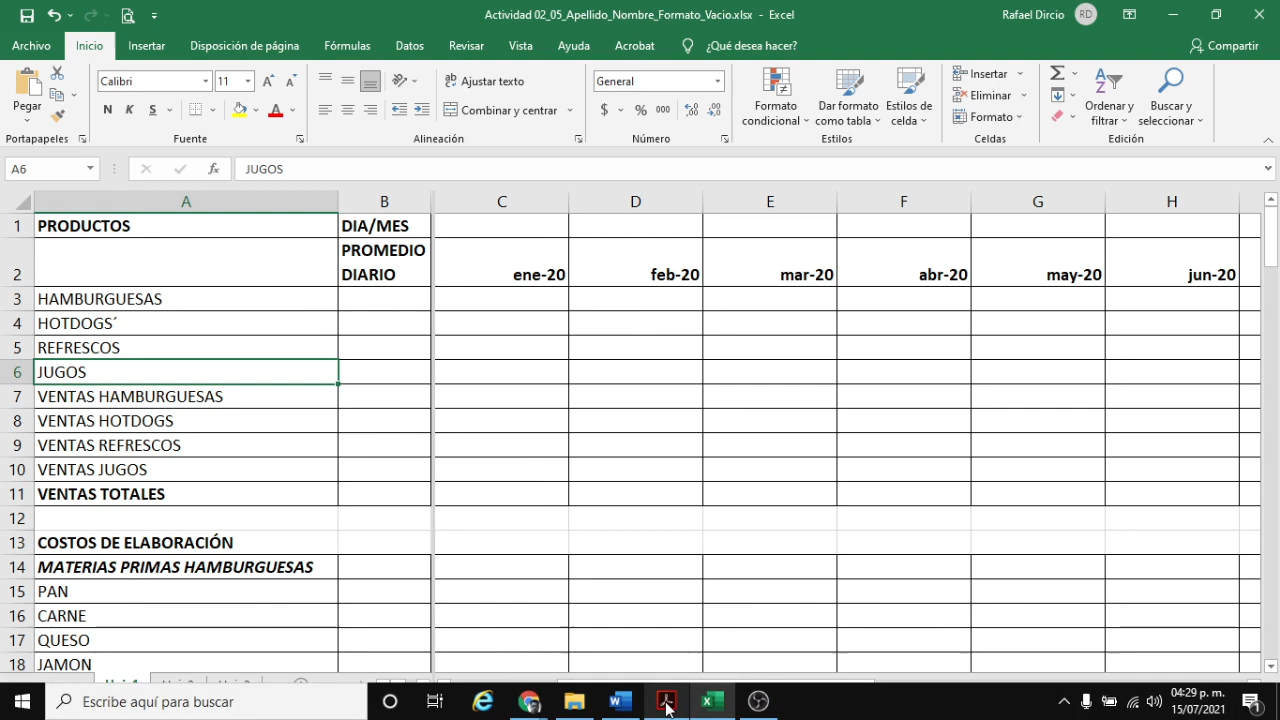 Actividad 02_05_Apellido_Nombre_Formato_Vacio.xlsx - Excel
Rafael Dircio RD
Archivo Inicio Insertar Disposición de página Fórmulas Datos Revisar Vista Ayuda Acrobat ¿Qué desea hacer? Compartir
Pegar
Calibri 11
N K S
Ajustar texto
Combinar y centrar
General
$ % 000
Formato condicional
Dar formato como tabla
Estilos de celda
Insertar
Eliminar
Formato
Ordenar y filtrar
Buscar y seleccionar
Portapapeles Fuente Alineación Número Estilos Celdas Edición
A6 fx JUGOS
A B C D E F G H
1 PRODUCTOS DIA/MES
2 PROMEDIO DIARIO ene-20 feb-20 mar-20 abr-20 may-20 jun-20
3 HAMBURGUESAS
4 HOTDOGS´
5 REFRESCOS
6 JUGOS
7 VENTAS HAMBURGUESAS
8 VENTAS HOTDOGS
9 VENTAS REFRESCOS
10 VENTAS JUGOS
11 VENTAS TOTALES
12
13 COSTOS DE ELABORACIÓN
14 MATERIAS PRIMAS HAMBURGUESAS
15 PAN
16 CARNE
17 QUESO
18 JAMON
Escribe aquí para buscar
04:29 p. m.
15/07/2021
1